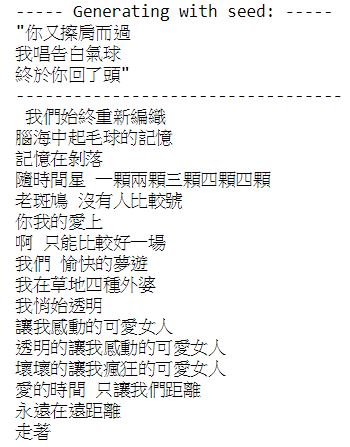 ----- Generating with seed: -----
"你又擦肩而過
我唱告白氣球
終於你回了頭"
---------------------------------
我們始終重新編織
腦海中起毛球的記憶
記憶在剝落
隨時間星 一顆兩顆三顆四顆四顆
老斑鳩 沒有人比較號
你我的愛上
啊 只能比較好一場
我們 愉快的夢遊
我在草地四種外婆
我悄始透明
讓我感動的可愛女人
透明的讓我感動的可愛女人
壞壞的讓我瘋狂的可愛女人
愛的時間 只讓我們距離
永遠在遠距離
走著